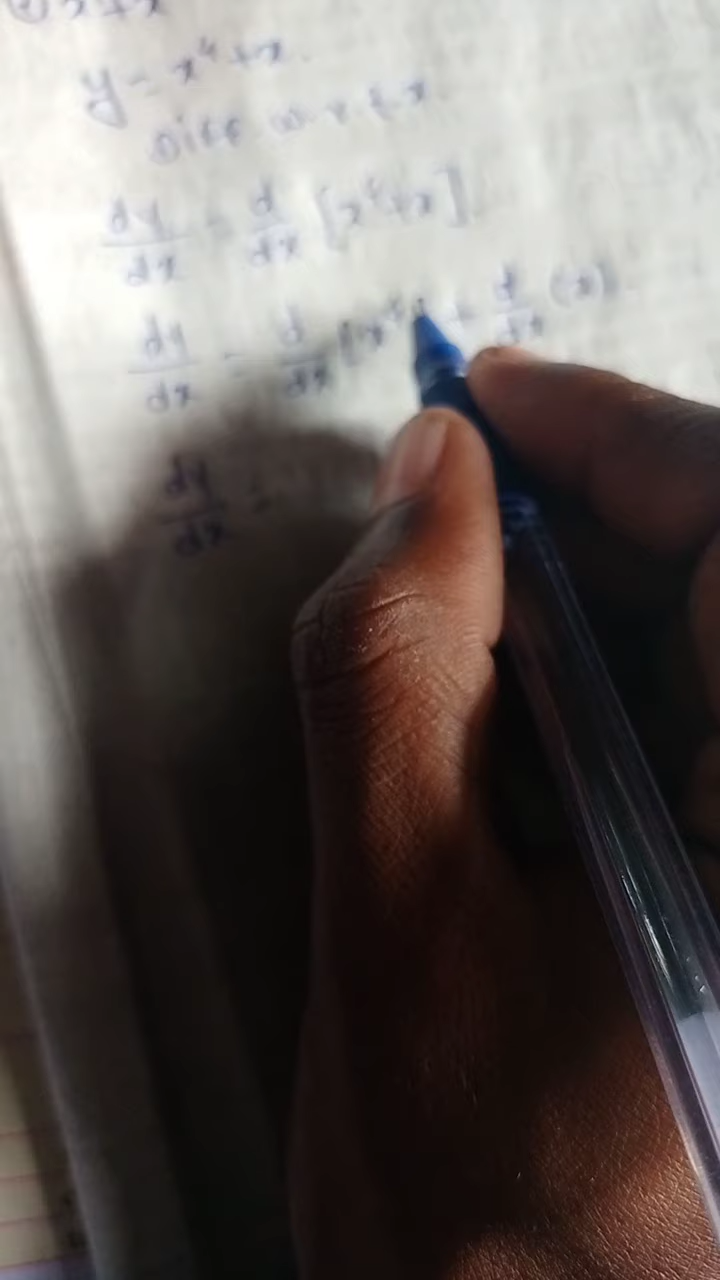 y = x⁴ + x.
Diff w.r.t x
dy/dx = d/dx [x⁴+x]
dy/dx = d/dx (x⁴) + d/dx (x).
dy/dx =